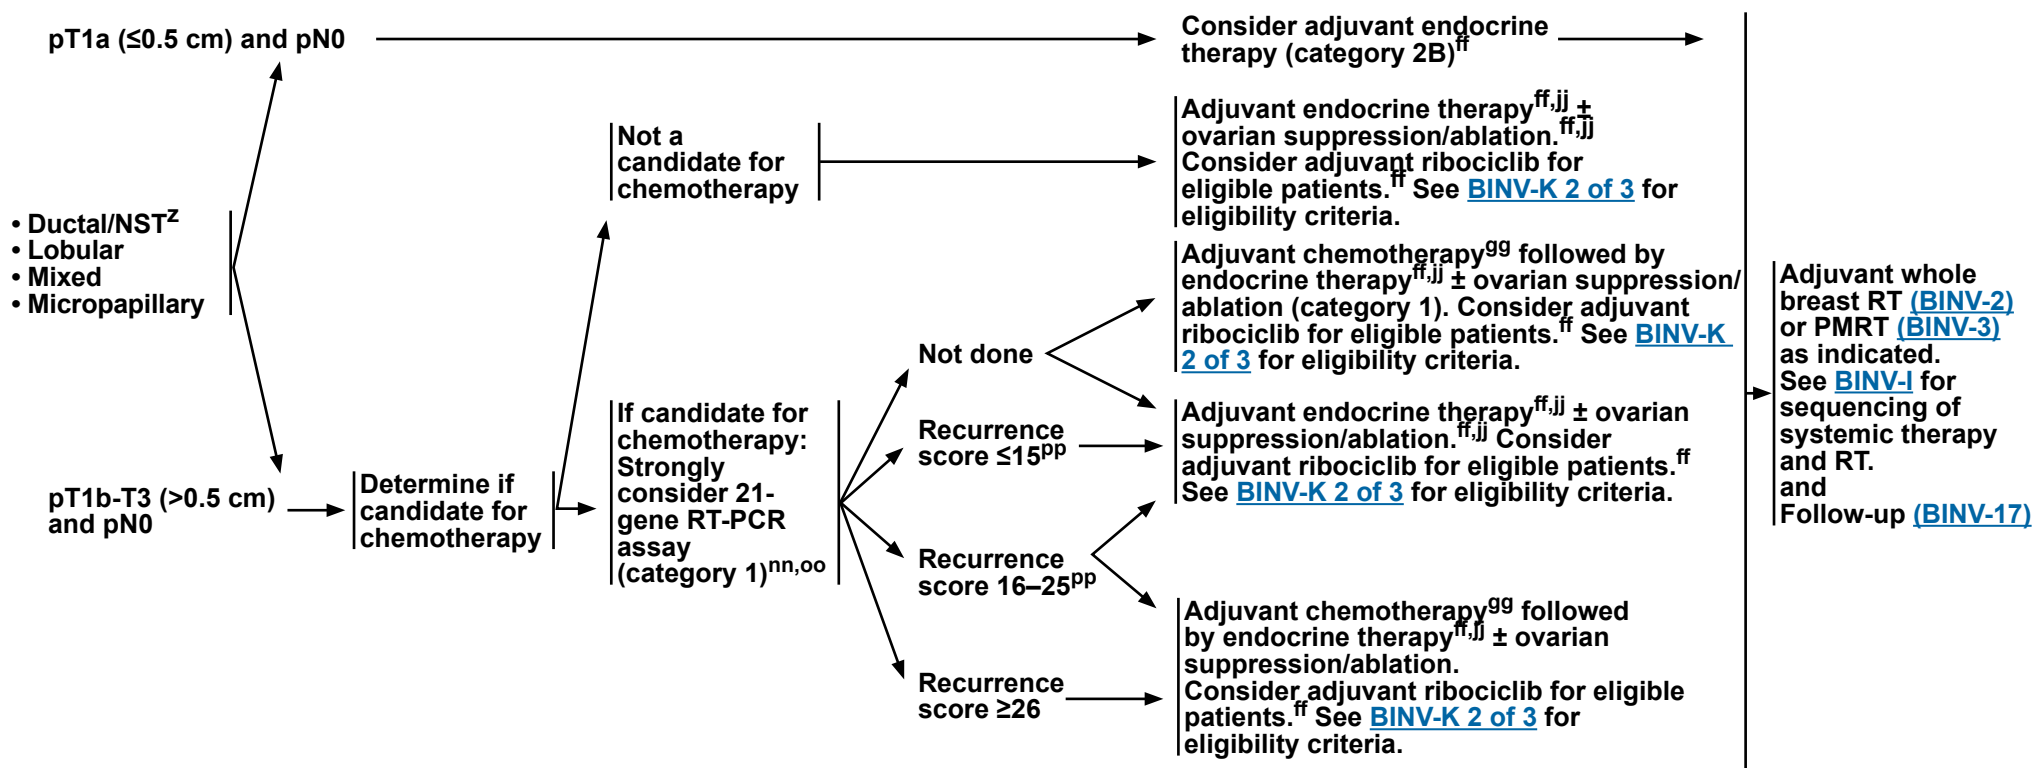 pT1a (≤0.5 cm) and pN0
Consider adjuvant endocrine
therapy (category 2B)ff
Not a
candidate for
chemotherapy
Adjuvant endocrine therapyff,jj ±
ovarian suppression/ablation.ff,jj
Consider adjuvant ribociclib for
eligible patients.ff See BINV-K 2 of 3 for
eligibility criteria.
• Ductal/NSTz
• Lobular
• Mixed
• Micropapillary
Adjuvant chemotherapygg followed by
endocrine therapyff,jj ± ovarian suppression/
ablation (category 1). Consider adjuvant
ribociclib for eligible patients.ff See BINV-K
2 of 3 for eligibility criteria.
Not done
pT1b-T3 (>0.5 cm)
and pN0
Determine if
candidate for
chemotherapy
If candidate for
chemotherapy:
Strongly
consider 21-
gene RT-PCR
assay
(category 1)nn,oo
Recurrence
score ≤15pp
Adjuvant endocrine therapyff,jj ± ovarian
suppression/ablation.ff,jj Consider
adjuvant ribociclib for eligible patients.ff
See BINV-K 2 of 3 for eligibility criteria.
Recurrence
score 16–25pp
Adjuvant chemotherapygg followed
by endocrine therapyff,jj ± ovarian
suppression/ablation.
Consider adjuvant ribociclib for eligible
patients.ff See BINV-K 2 of 3 for
eligibility criteria.
Recurrence
score ≥26
Adjuvant whole
breast RT (BINV-2)
or PMRT (BINV-3)
as indicated.
See BINV-I for
sequencing of
systemic therapy
and RT.
and
Follow-up (BINV-17)